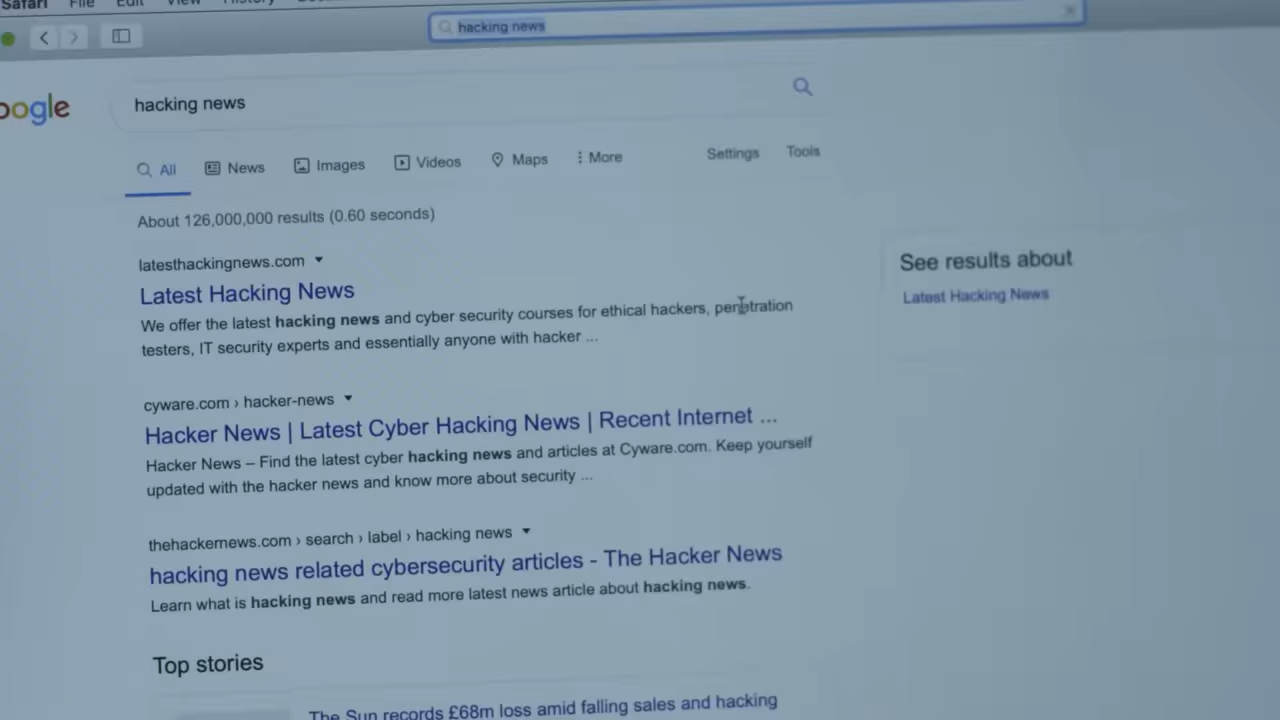 Safari File Edit View History
hacking news
oogle
hacking news
All News Images Videos Maps More Settings Tools
About 126,000,000 results (0.60 seconds)
latesthackingnews.com
Latest Hacking News
We offer the latest hacking news and cyber security courses for ethical hackers, penetration
testers, IT security experts and essentially anyone with hacker ...
See results about
Latest Hacking News
cyware.com › hacker-news
Hacker News | Latest Cyber Hacking News | Recent Internet ...
Hacker News – Find the latest cyber hacking news and articles at Cyware.com. Keep yourself
updated with the hacker news and know more about security ...
thehackernews.com › search › label › hacking news
hacking news related cybersecurity articles - The Hacker News
Learn what is hacking news and read more latest news article about hacking news.
Top stories
The Sun records £68m loss amid falling sales and hacking